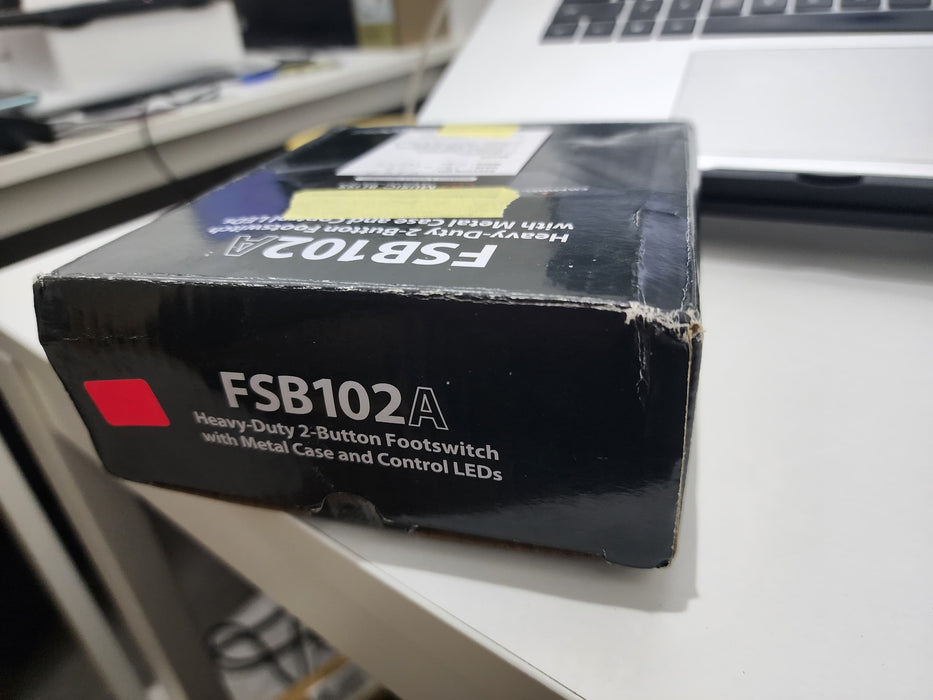 FSB102A
Heavy-Duty 2-Button Footswitch
with Metal Case and Control LEDs
FSB102A
Heavy-Duty 2-Button Footswitch
with Metal Case and Control LEDs